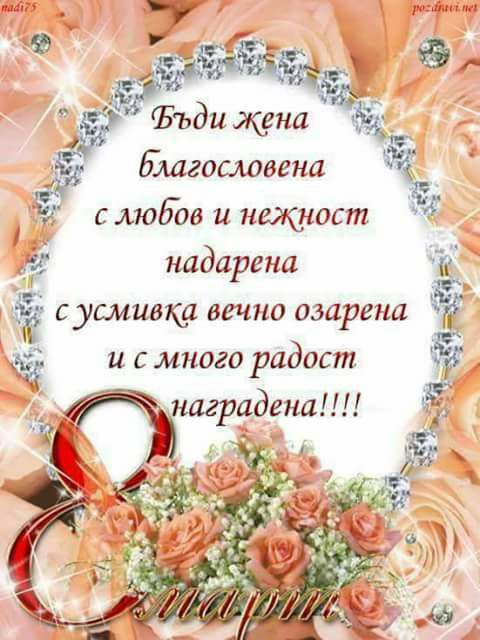 nadi75
pozdravi.net
Бъди жена
благословена
с любов и нежност
надарена
с усмивка вечно озарена
и с много радост
наградена!!!!
8
март